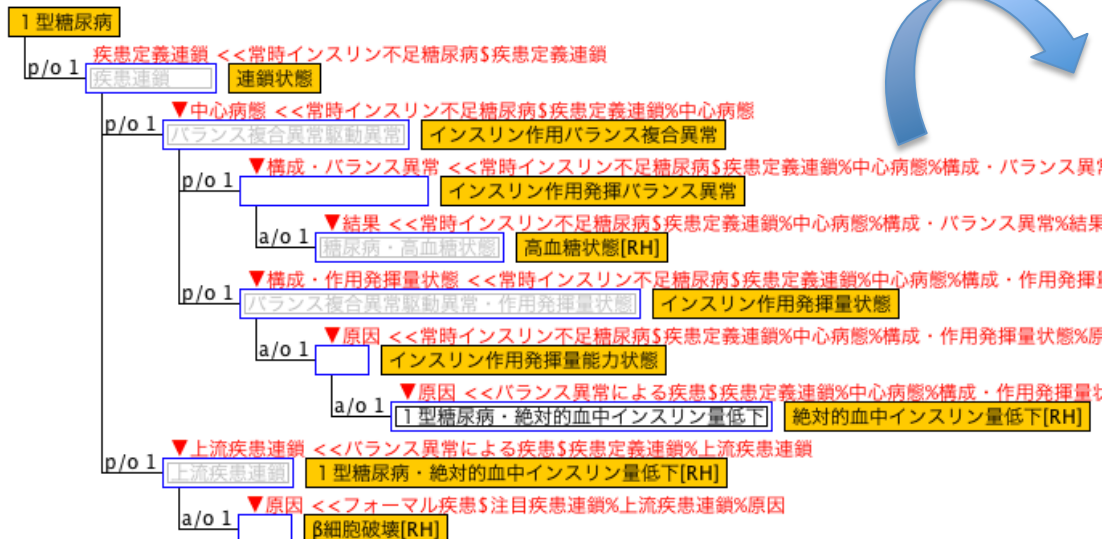 １型糖尿病
疾患定義連鎖 <<常時インスリン不足糖尿病$疾患定義連鎖
p/o 1 疾患連鎖 連鎖状態
▼中心病態 <<常時インスリン不足糖尿病$疾患定義連鎖%中心病態
p/o 1 バランス複合異常駆動異常 インスリン作用バランス複合異常
▼構成・バランス異常 <<常時インスリン不足糖尿病$疾患定義連鎖%中心病態%構成・バランス異常
p/o 1 インスリン作用発揮バランス異常
▼結果 <<常時インスリン不足糖尿病$疾患定義連鎖%中心病態%構成・バランス異常%結果
a/o 1 糖尿病・高血糖状態 高血糖状態[RH]
▼構成・作用発揮量状態 <<常時インスリン不足糖尿病$疾患定義連鎖%中心病態%構成・作用発揮量
p/o 1 バランス複合異常駆動異常・作用発揮量状態 インスリン作用発揮量状態
▼原因 <<常時インスリン不足糖尿病$疾患定義連鎖%中心病態%構成・作用発揮量状態%原
a/o 1 インスリン作用発揮量能力状態
▼原因 <<バランス異常による疾患$疾患定義連鎖%中心病態%構成・作用発揮量状
a/o 1 １型糖尿病・絶対的血中インスリン量低下 絶対的血中インスリン量低下[RH]
▼上流疾患連鎖 <<バランス異常による疾患$疾患定義連鎖%上流疾患連鎖
p/o 1 上流疾患連鎖 １型糖尿病・絶対的血中インスリン量低下[RH]
▼原因 <<フォーマル疾患$注目疾患連鎖%上流疾患連鎖%原因
a/o 1 β細胞破壊[RH]